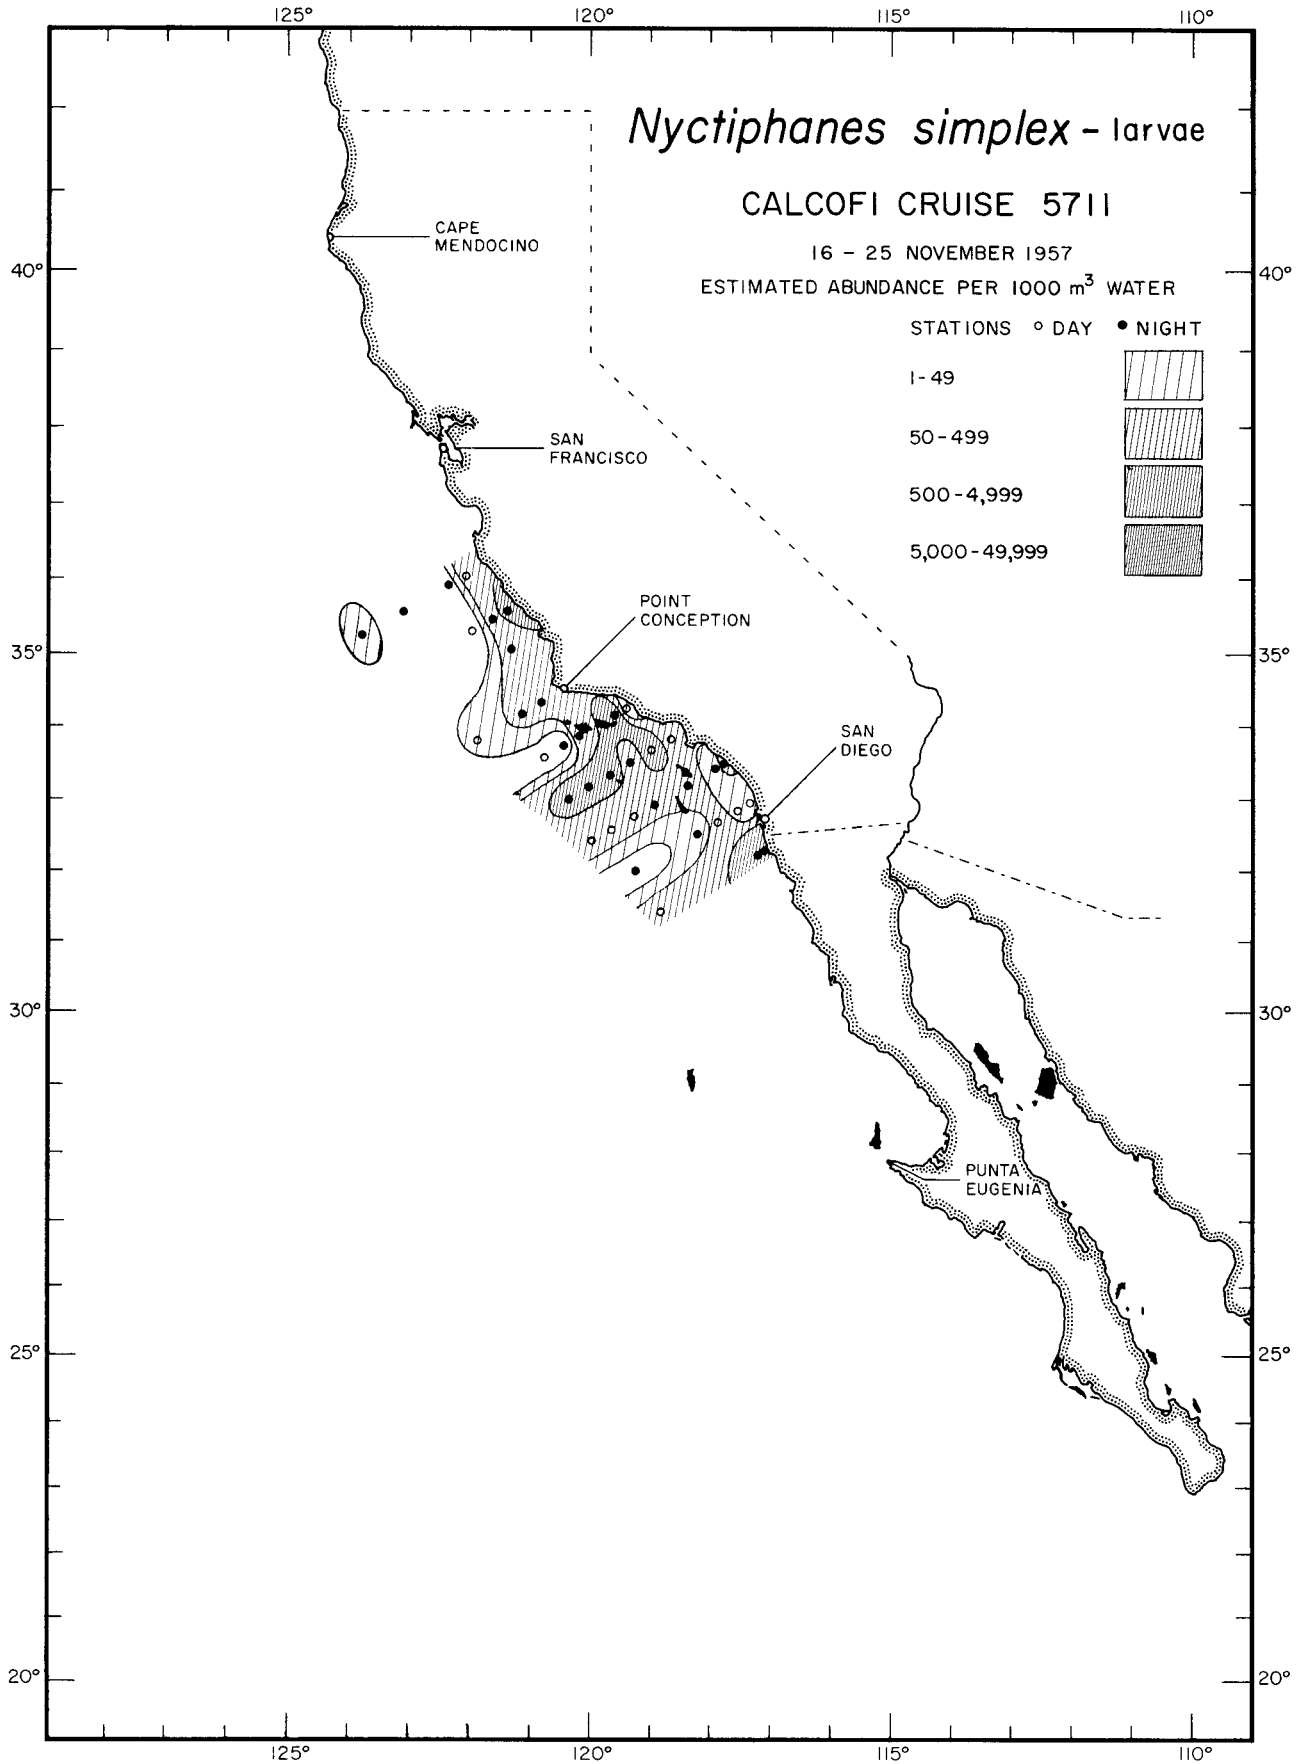 125° 120° 115° 110°
Nyctiphanes simplex - larvae
CALCOFI CRUISE 5711
16 - 25 NOVEMBER 1957
ESTIMATED ABUNDANCE PER 1000 m³ WATER
STATIONS ○ DAY ● NIGHT
1-49
50-499
500-4,999
5,000-49,999
CAPE
MENDOCINO
40° 40°
SAN
FRANCISCO
POINT
CONCEPTION
35° 35°
SAN
DIEGO
30° 30°
PUNTA
EUGENIA
25° 25°
20° 20°
125° 120° 115° 110°